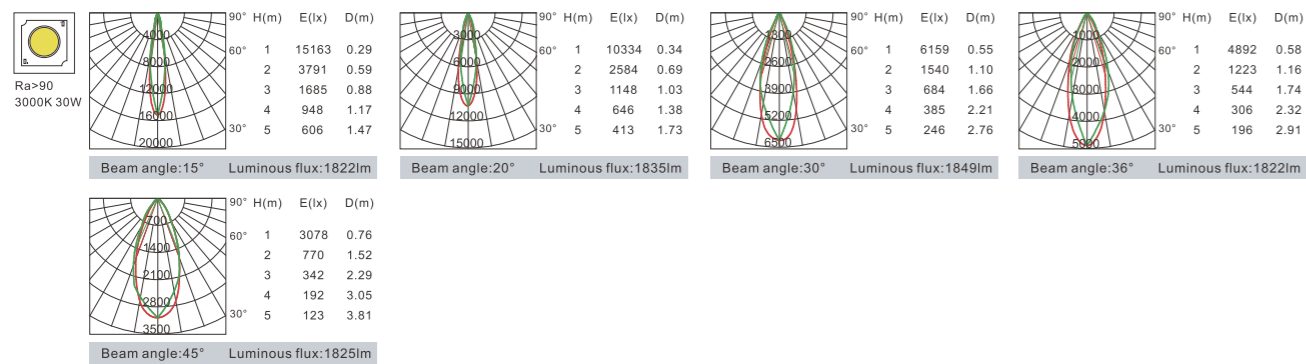 Ra>90
3000K 30W
4000
8000
12000
16000
20000
90°
60°
30°
H(m) E(lx) D(m)
1 15163 0.29
2 3791 0.59
3 1685 0.88
4 948 1.17
5 606 1.47
Beam angle:15° Luminous flux:1822lm
3000
6000
9000
12000
15000
90°
60°
30°
H(m) E(lx) D(m)
1 10334 0.34
2 2584 0.69
3 1148 1.03
4 646 1.38
5 413 1.73
Beam angle:20° Luminous flux:1835lm
1300
2600
3900
5200
6500
90°
60°
30°
H(m) E(lx) D(m)
1 6159 0.55
2 1540 1.10
3 684 1.66
4 385 2.21
5 246 2.76
Beam angle:30° Luminous flux:1849lm
1000
2000
3000
4000
5000
90°
60°
30°
H(m) E(lx) D(m)
1 4892 0.58
2 1223 1.16
3 544 1.74
4 306 2.32
5 196 2.91
Beam angle:36° Luminous flux:1822lm
700
1400
2100
2800
3500
90°
60°
30°
H(m) E(lx) D(m)
1 3078 0.76
2 770 1.52
3 342 2.29
4 192 3.05
5 123 3.81
Beam angle:45° Luminous flux:1825lm